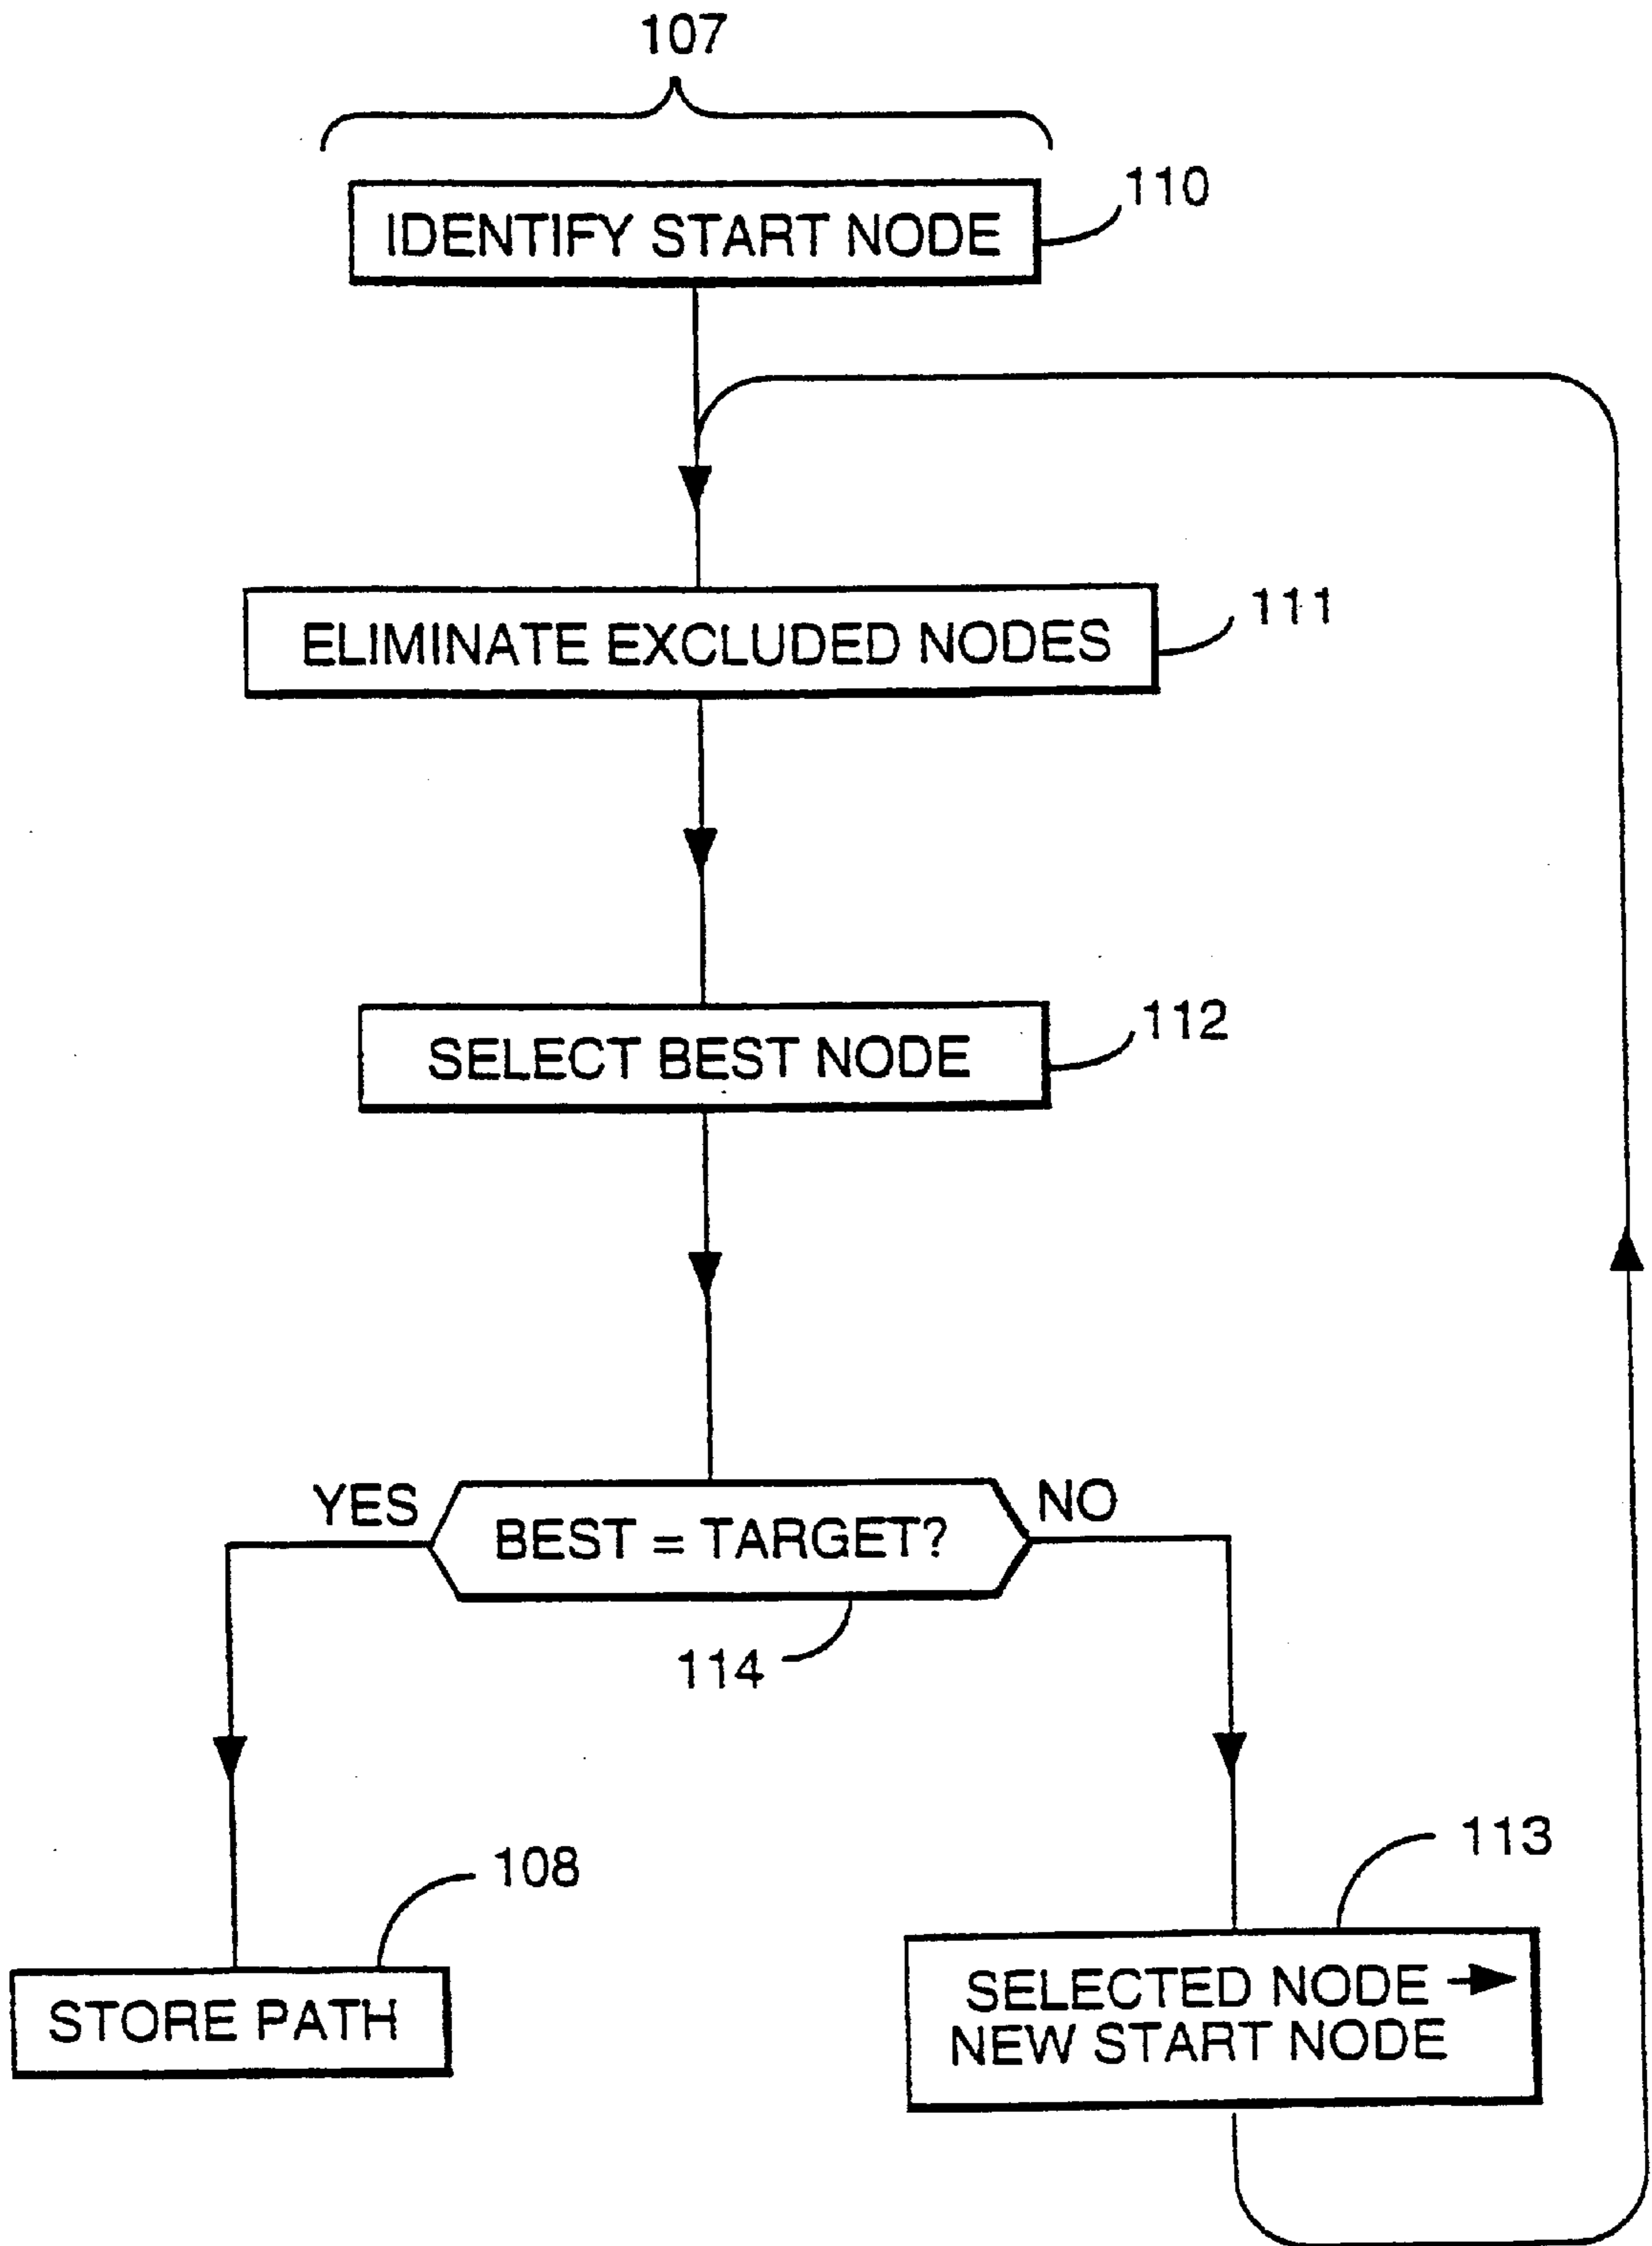 107
IDENTIFY START NODE
110
ELIMINATE EXCLUDED NODES
111
SELECT BEST NODE
112
YES
BEST = TARGET?
NO
114
108
STORE PATH
113
SELECTED NODE →
NEW START NODE